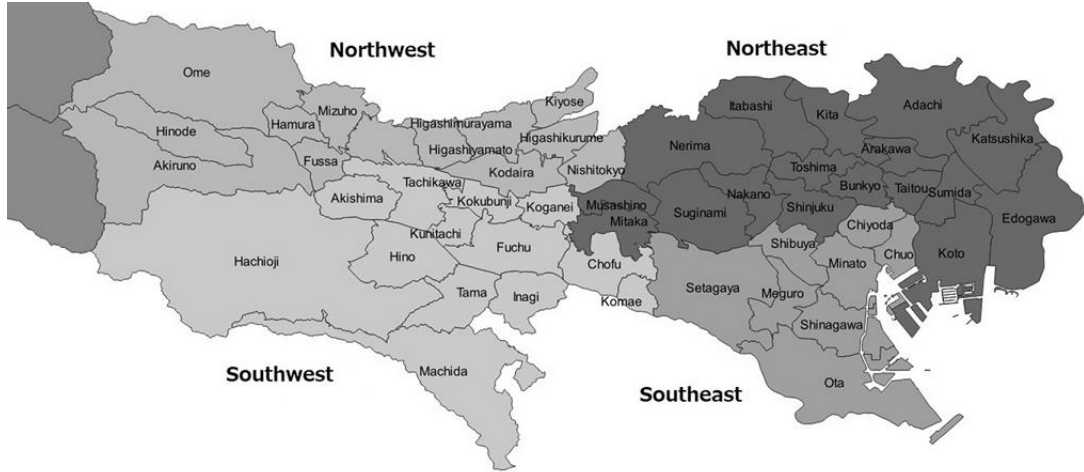 Northwest
Northeast
Ome
Mizuho
Hamura
Hinode
Akiruno
Fussa
Higashimurayama
Kiyose
Higashikurume
Higashiyamato
Kodaira
Nishitokyo
Itabashi
Kita
Adachi
Katsushika
Nerima
Arakawa
Toshima
Bunkyo
Taitou
Sumida
Nakano
Musashino
Mitaka
Suginami
Shinjuku
Edogawa
Koto
Tachikawa
Akishima
Kokubunji
Koganei
Kunitachi
Fuchu
Hachioji
Hino
Chofu
Tama
Inagi
Komae
Machida
Chiyoda
Shibuya
Chuo
Minato
Setagaya
Meguro
Shinagawa
Ota
Southwest
Southeast